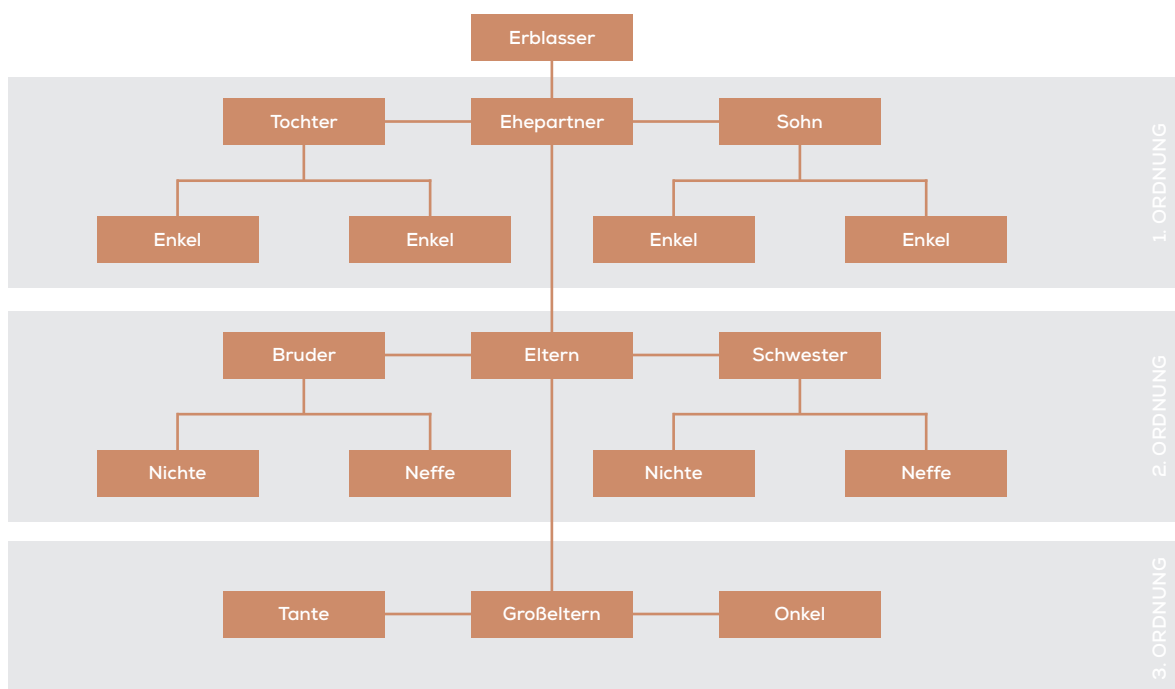 Erblasser
Tochter
Ehepartner
Sohn
Enkel
Enkel
Enkel
Enkel
1. ORDNUNG
Bruder
Eltern
Schwester
Nichte
Neffe
Nichte
Neffe
2. ORDNUNG
Tante
Großeltern
Onkel
3. ORDNUNG